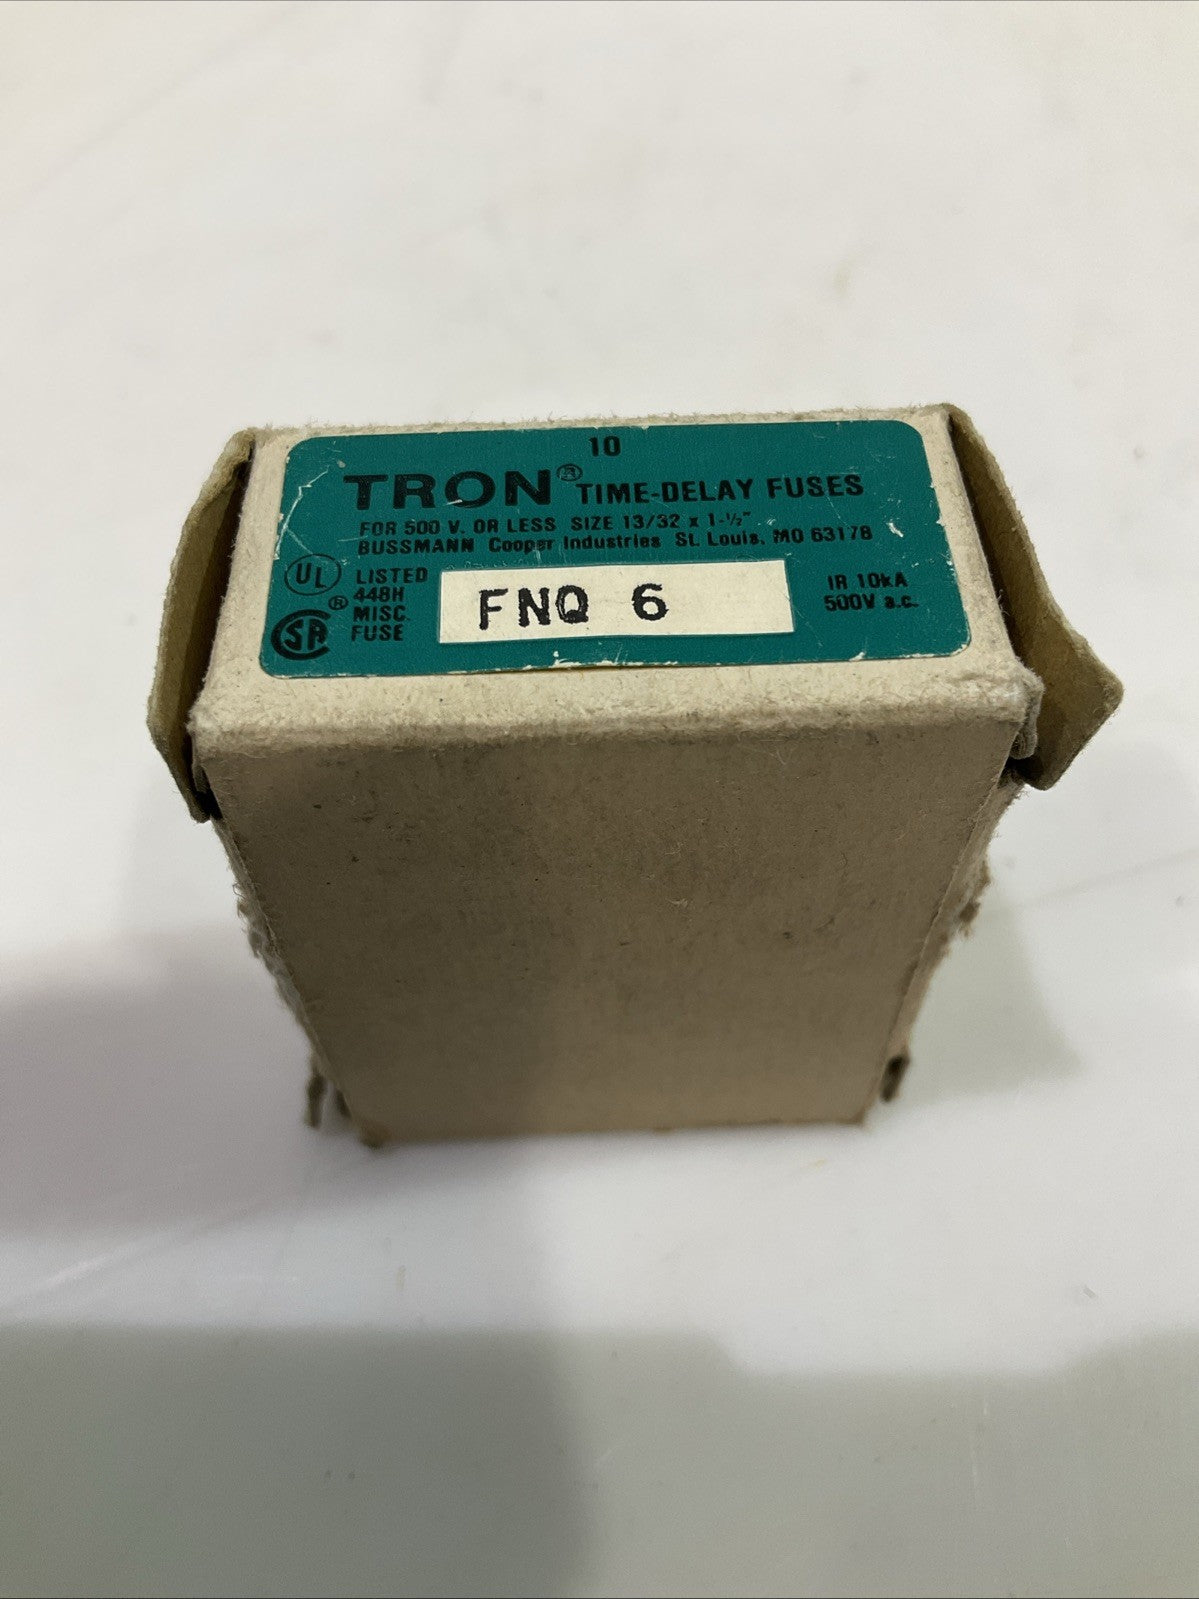 10
TRON® TIME-DELAY FUSES
FOR 500 V. OR LESS SIZE 13/32 x 1-½"
BUSSMANN Cooper Industries St. Louis, MO 63178
UL LISTED
448H
MISC.
FUSE
SA ®
FNQ 6
IR 10kA
500V a.c.